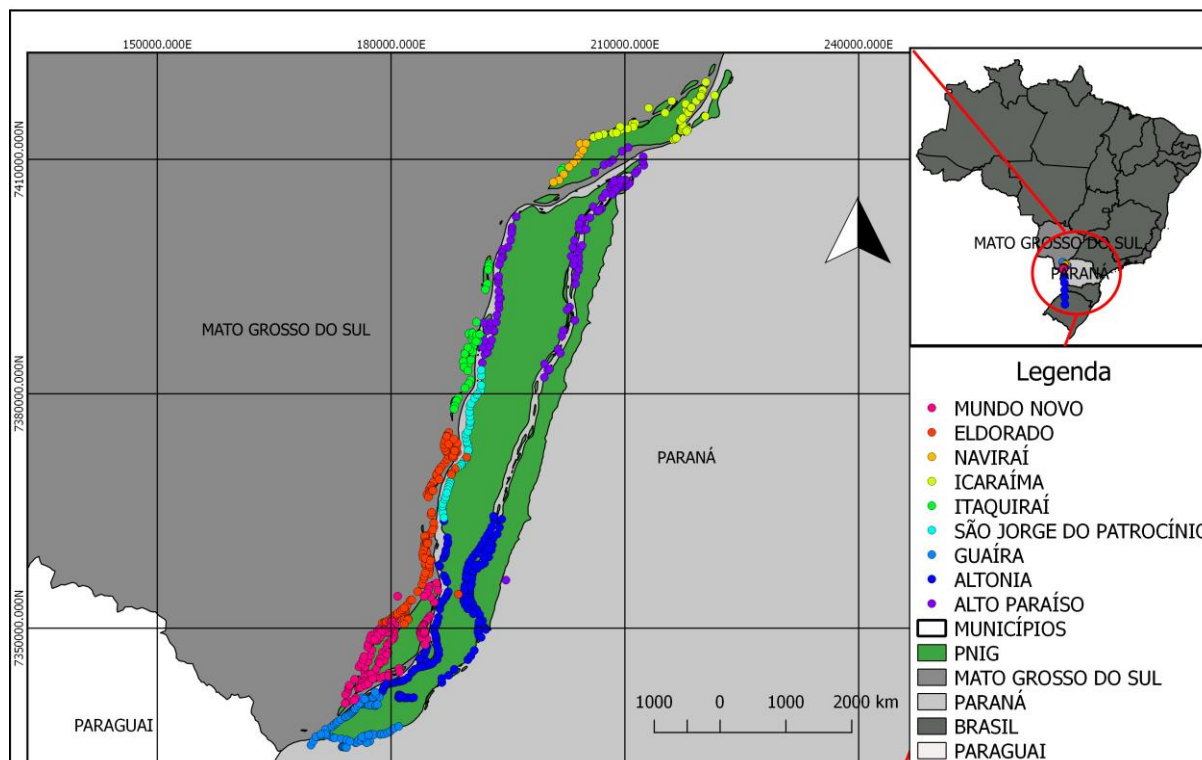 150000.000E 180000.000E 210000.000E 240000.000E
7410000.000N
7380000.000N
7350000.000N
MATO GROSSO DO SUL
PARANÁ
PARAGUAI
1000 0 1000 2000 km
MATO GROSSO DO SUL
PARANÁ
Legenda
MUNDO NOVO
ELDORADO
NAVIRAÍ
ICARAÍMA
ITAQUIRAÍ
SÃO JORGE DO PATROCÍNIO
GUAÍRA
ALTONIA
ALTO PARAÍSO
MUNICÍPIOS
PNIG
MATO GROSSO DO SUL
PARANÁ
BRASIL
PARAGUAI